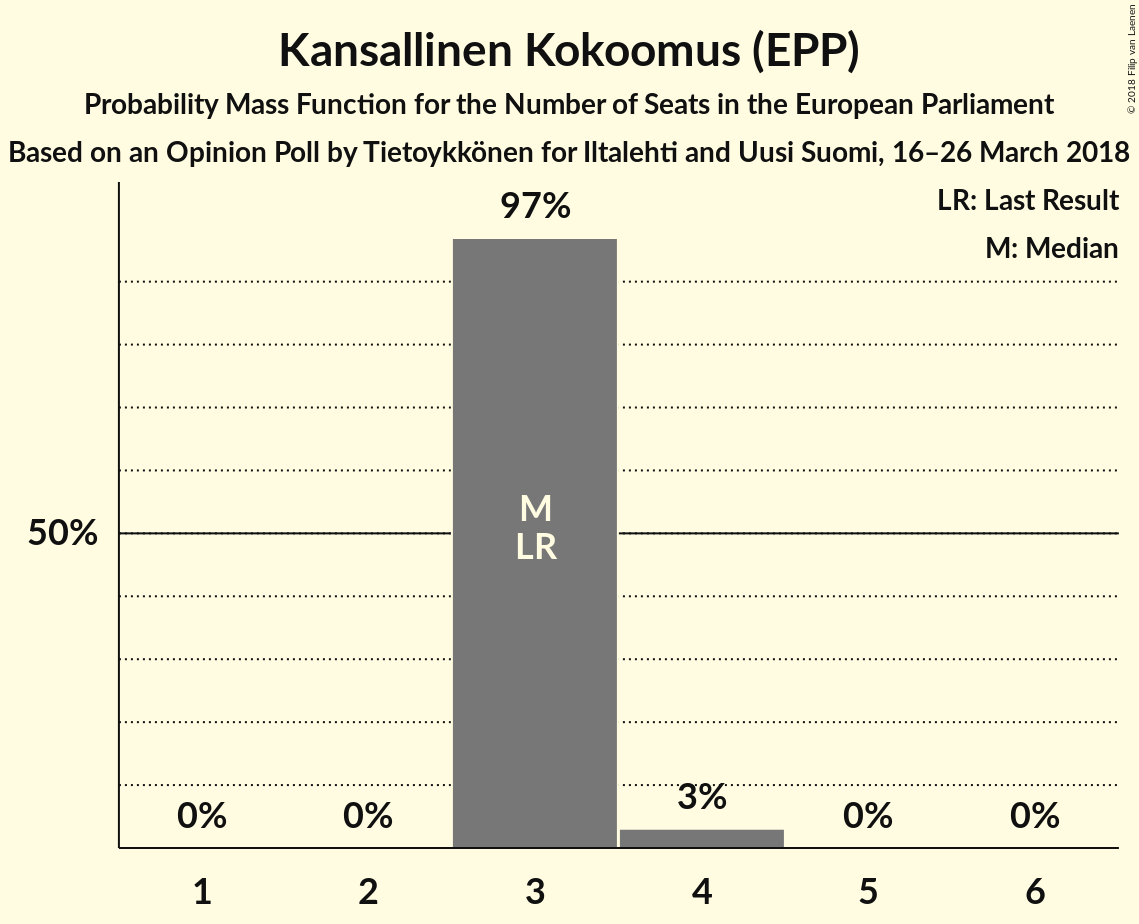 Kansallinen Kokoomus (EPP)
Probability Mass Function for the Number of Seats in the European Parliament
Based on an Opinion Poll by Tietoykkönen for Iltalehti and Uusi Suomi, 16–26 March 2018
© 2018 Filip van Laenen
LR: Last Result
M: Median
97%
50%
M
LR
0%
0%
3%
0%
0%
1
2
3
4
5
6